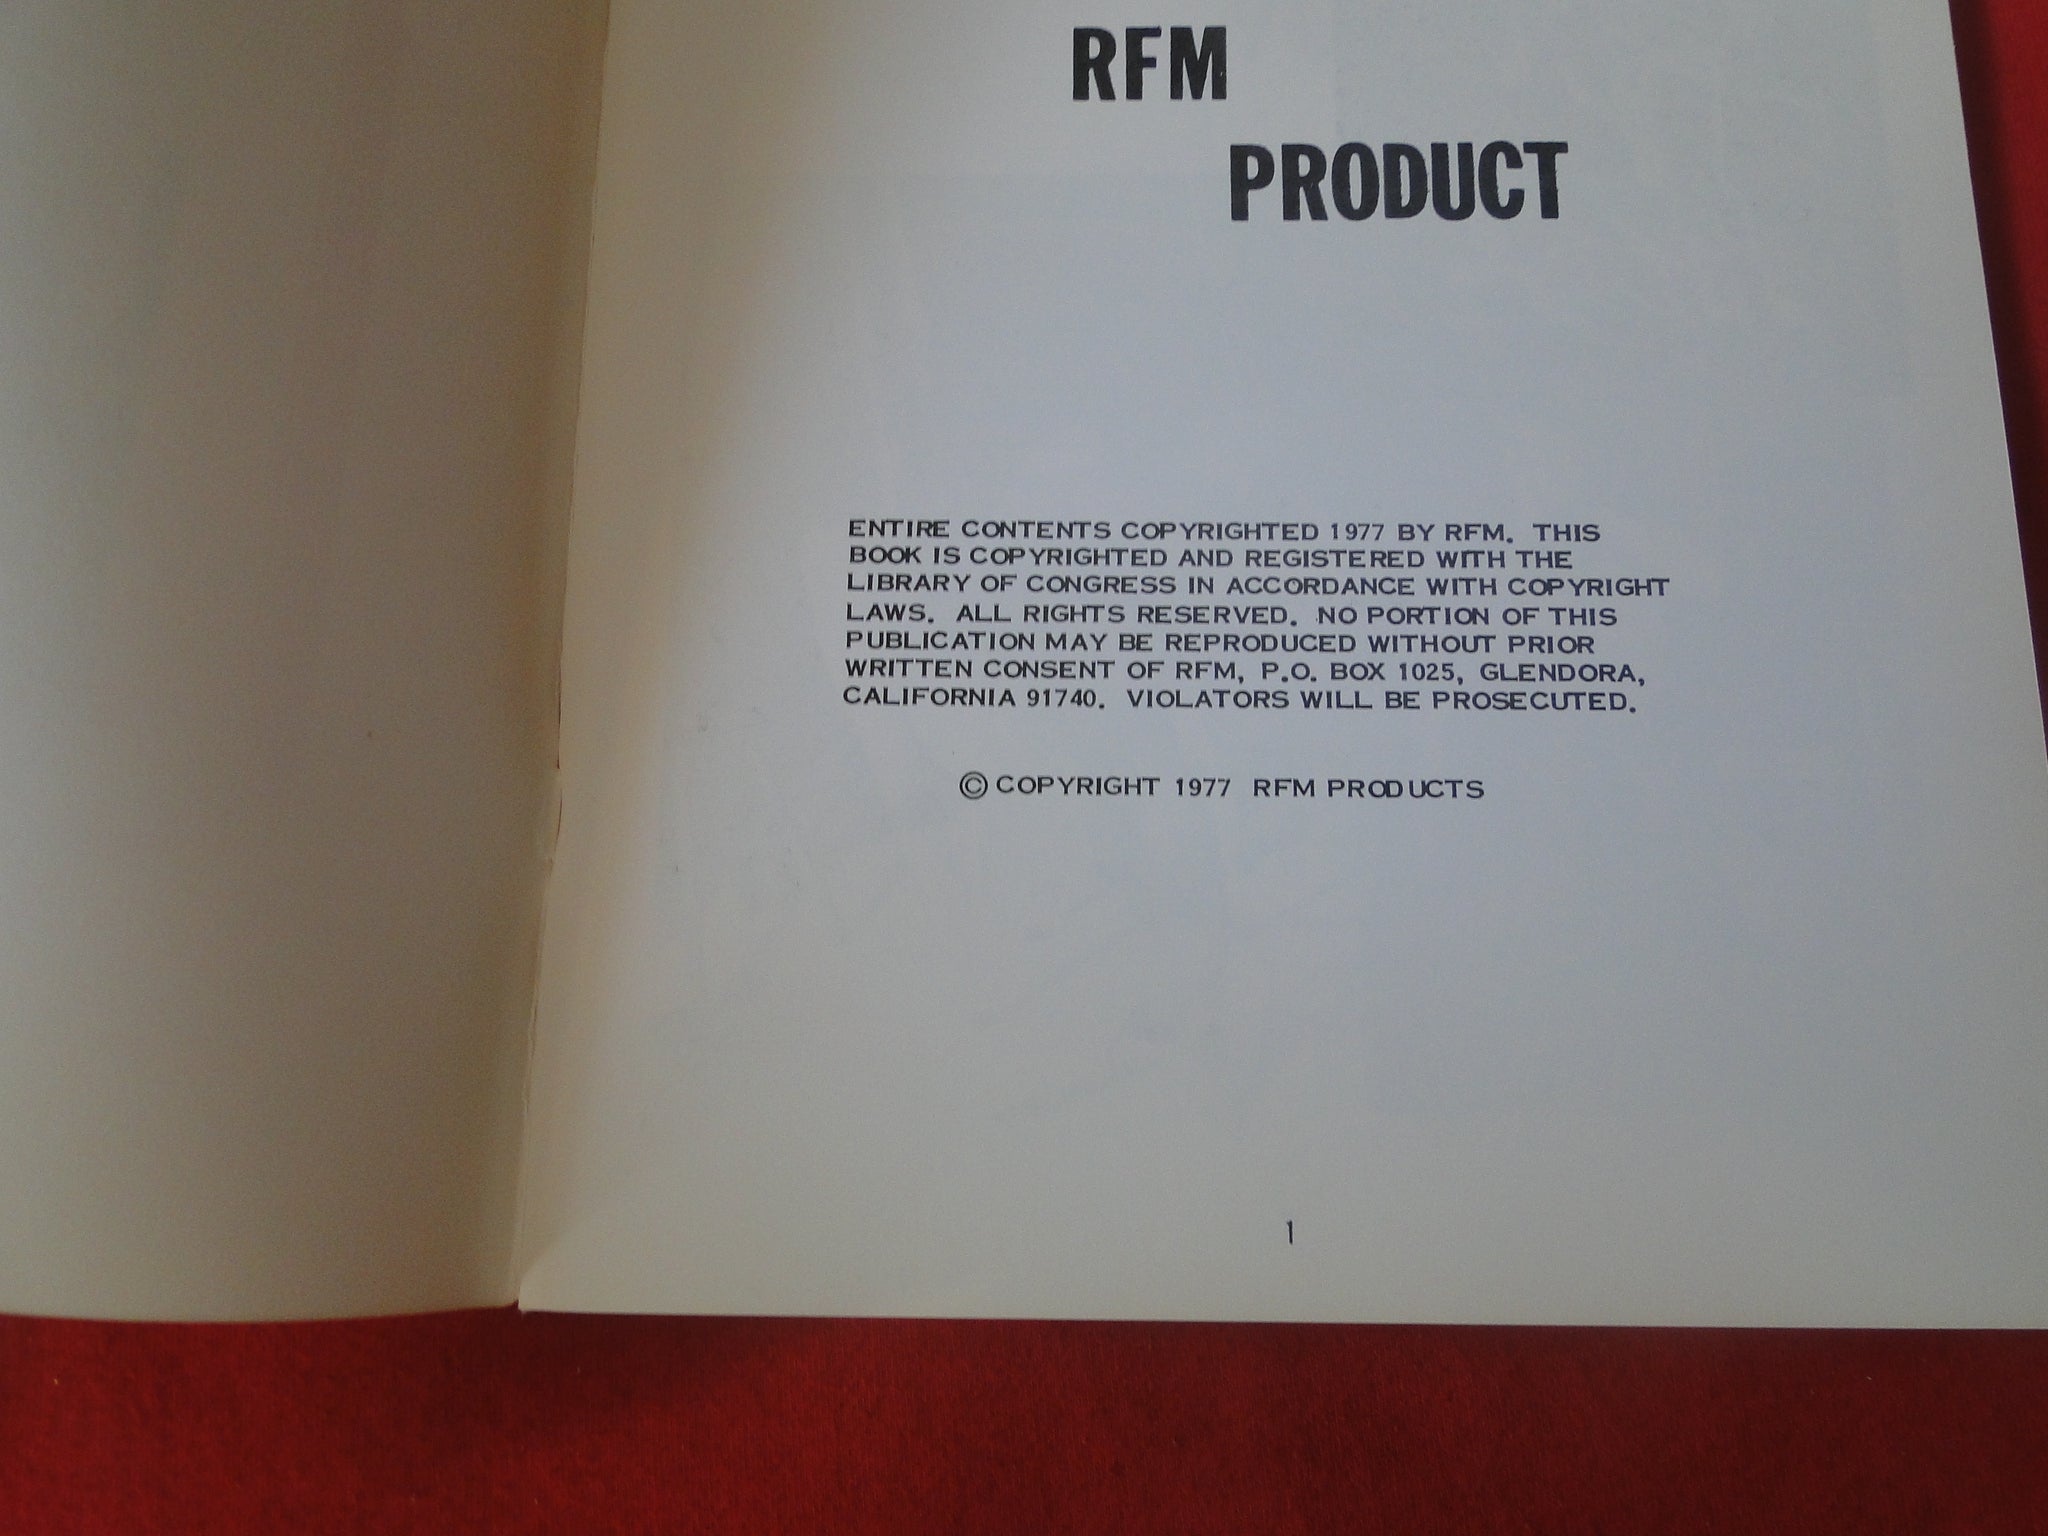 RFM
PRODUCT
ENTIRE CONTENTS COPYRIGHTED 1977 BY RFM. THIS
BOOK IS COPYRIGHTED AND REGISTERED WITH THE
LIBRARY OF CONGRESS IN ACCORDANCE WITH COPYRIGHT
LAWS. ALL RIGHTS RESERVED. NO PORTION OF THIS
PUBLICATION MAY BE REPRODUCED WITHOUT PRIOR
WRITTEN CONSENT OF RFM, P.O. BOX 1025, GLENDORA,
CALIFORNIA 91740. VIOLATORS WILL BE PROSECUTED.
© COPYRIGHT 1977 RFM PRODUCTS
1